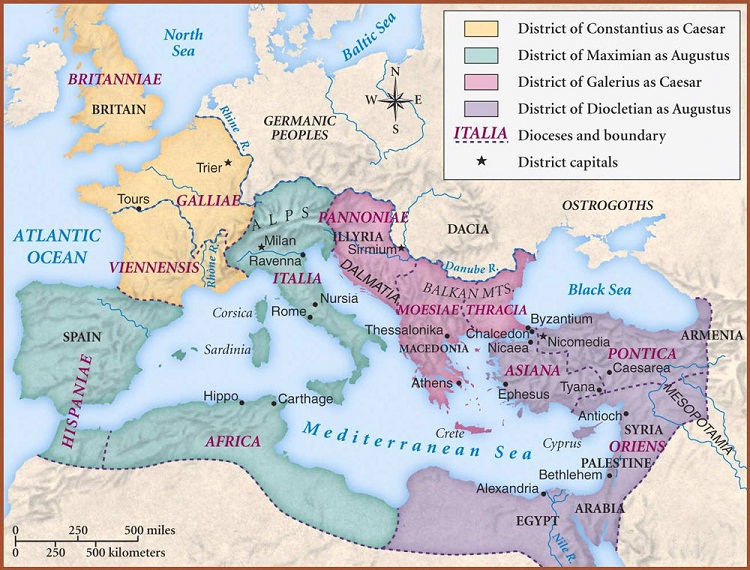 North
Sea
Baltic Sea
District of Constantius as Caesar
District of Maximian as Augustus
District of Galerius as Caesar
District of Diocletian as Augustus
ITALIA Dioceses and boundary
District capitals
N
W E
S
BRITANNIAE
BRITAIN
GERMANIC
PEOPLES
Rhine R.
Trier
Tours
GALLIAE
ATLANTIC
OCEAN
VIENNENSIS
Rhône R.
ALPS
Milan
Ravenna
PANNONIAE
ILLYRIA
Sirmium
DACIA
OSTROGOTHS
DALMATIA
Danube R.
BALKAN MTS.
Black Sea
ITALIA
Nursia
Rome
Corsica
Sardinia
MOESIAE
THRACIA
Byzantium
Thessalonika
Chalcedon
Nicaea
Nicomedia
MACEDONIA
ARMENIA
PONTICA
Caesarea
ASIANA
Tyana
Ephesus
Athens
SPAIN
HISPANIAE
Hippo
Carthage
AFRICA
Mediterranean Sea
Crete
Cyprus
Antioch
SYRIA
MESOPOTAMIA
ORIENS
PALESTINE
Bethlehem
Alexandria
ARABIA
EGYPT
Nile R.
0 250 500 miles
0 250 500 kilometers